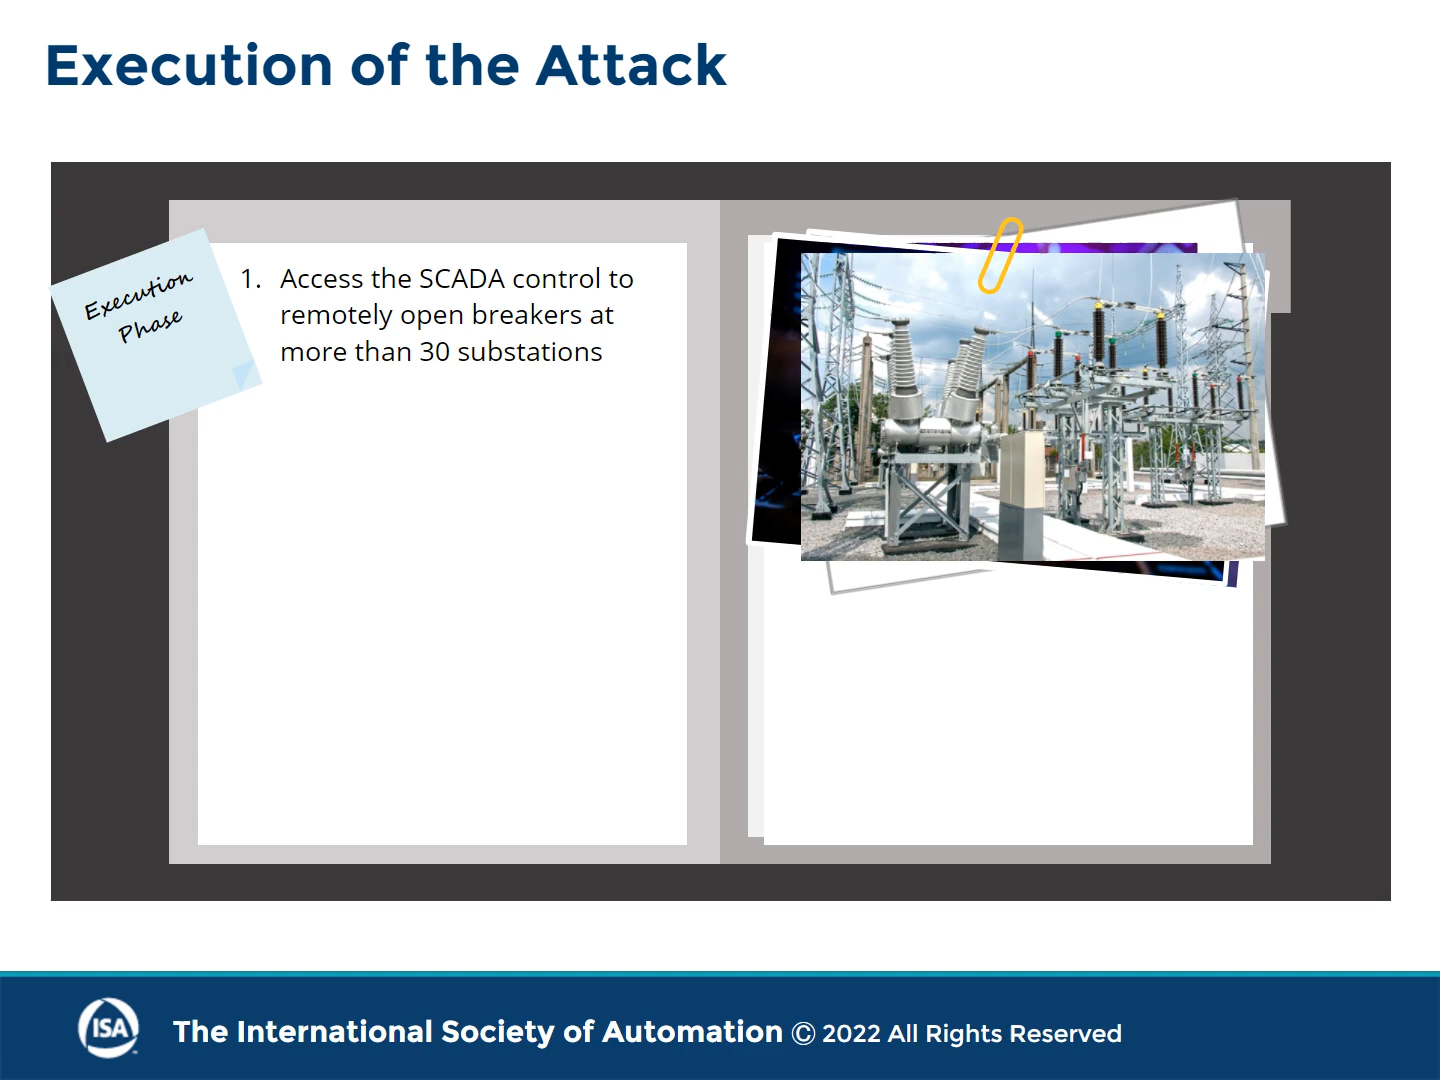 Execution of the Attack
Execution
Phase
1. Access the SCADA control to
remotely open breakers at
more than 30 substations
ISA
The International Society of Automation © 2022 All Rights Reserved